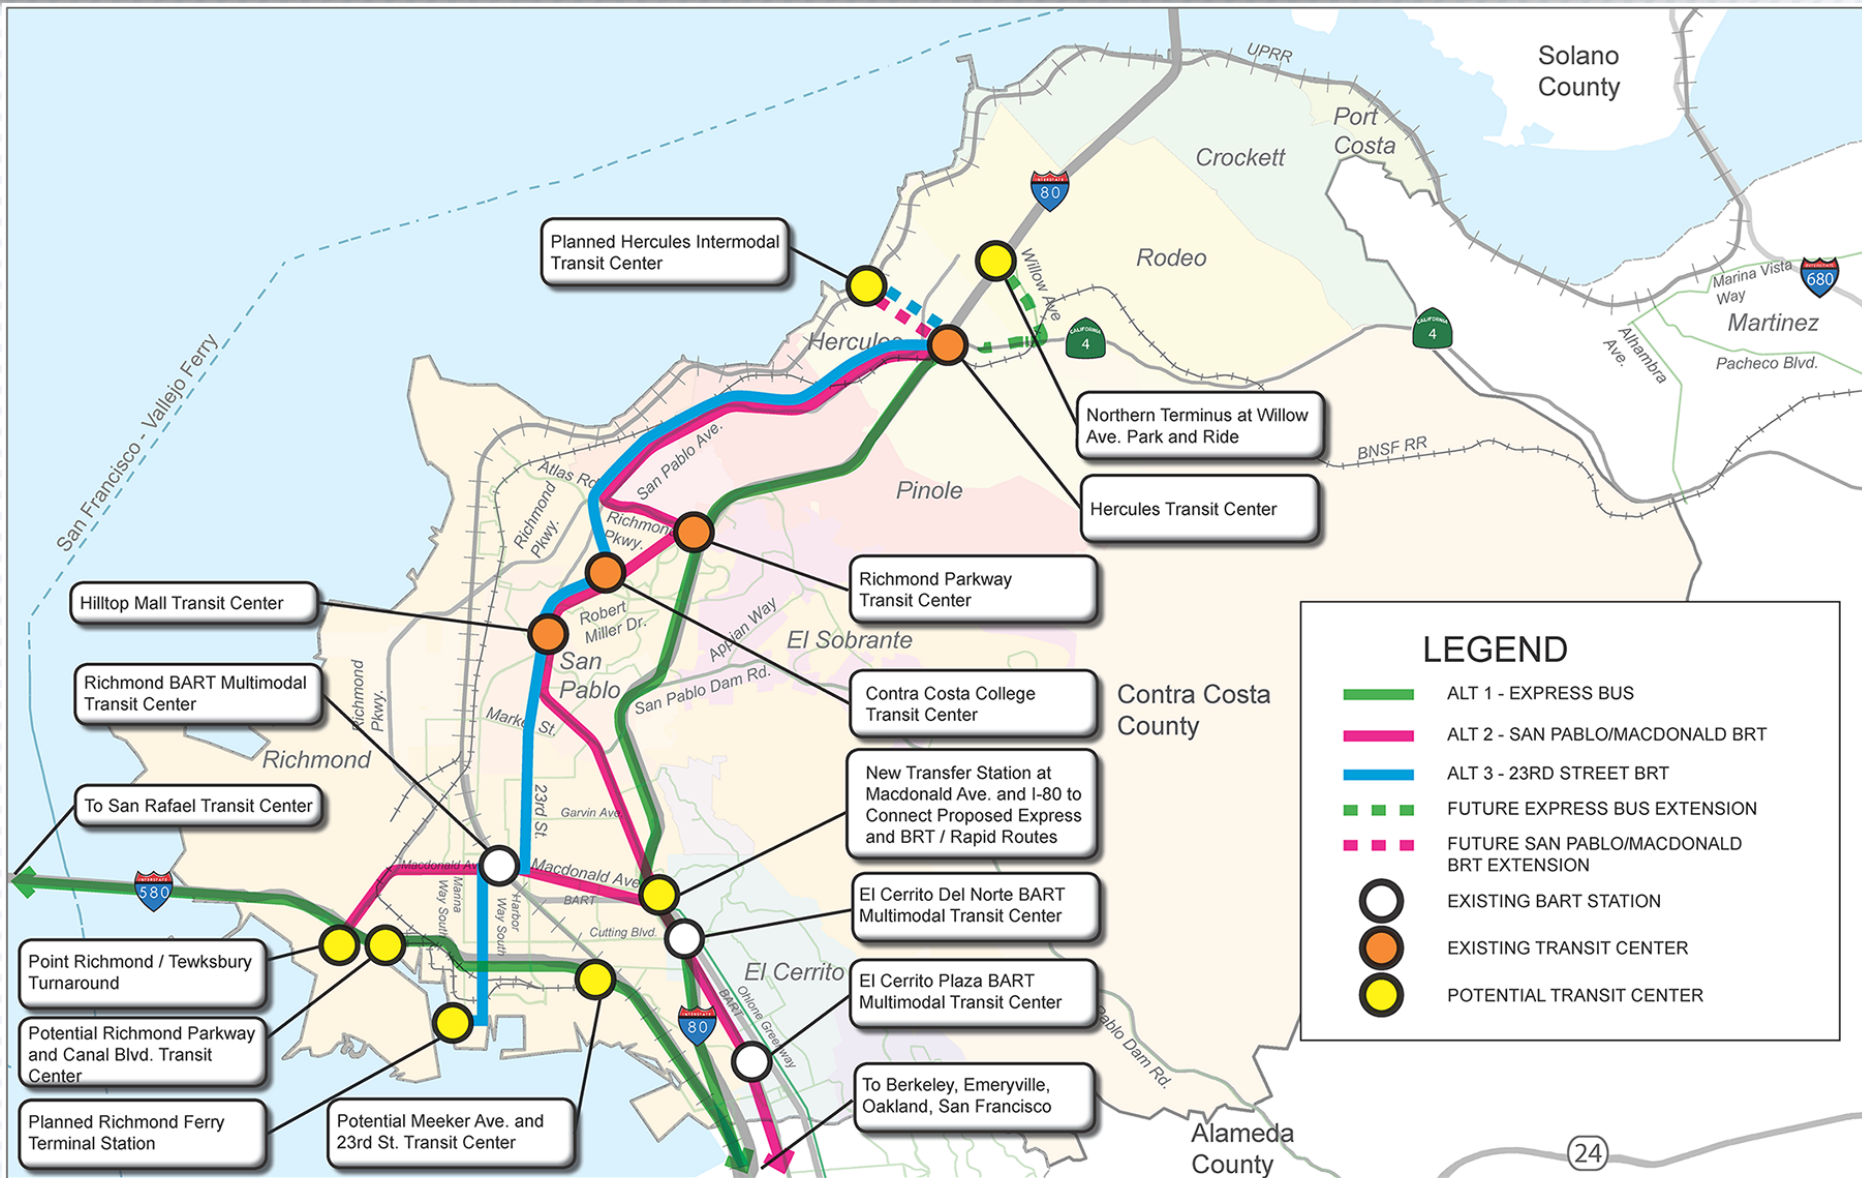 UPRR
Solano
County
Port
Costa
Crockett
INTERSTATE
80
Planned Hercules Intermodal
Transit Center
Willow Ave
Rodeo
INTERSTATE
680
Marina Vista
Way
Martinez
Hercules
CALIFORNIA
4
CALIFORNIA
4
Alhambra
Ave.
Pacheco Blvd.
San Francisco - Vallejo Ferry
Northern Terminus at Willow
Ave. Park and Ride
San Pablo Ave.
BNSF RR
Atlas Rd.
Pinole
Hercules Transit Center
Richmond
Pkwy.
Richmond
Pkwy.
Richmond Parkway
Transit Center
Hilltop Mall Transit Center
Robert
Miller Dr.
Appian Way
El Sobrante
San
Pablo
San Pablo Dam Rd.
Richmond BART Multimodal
Transit Center
Contra Costa College
Transit Center
Contra Costa
County
Richmond
Pkwy.
Market St.
Richmond
New Transfer Station at
Macdonald Ave. and I-80 to
Connect Proposed Express
and BRT / Rapid Routes
To San Rafael Transit Center
23rd St.
Garvin Ave.
Macdonald Av
Macdonald Ave
INTERSTATE
580
Marina
Way South
Harbor
Way South
BART
Cutting Blvd.
El Cerrito Del Norte BART
Multimodal Transit Center
Point Richmond / Tewksbury
Turnaround
El Cerrito
El Cerrito Plaza BART
Multimodal Transit Center
INTERSTATE
80
BART
Ohlone Greenway
Potential Richmond Parkway
and Canal Blvd. Transit
Center
Pablo Dam Rd.
To Berkeley, Emeryville,
Oakland, San Francisco
Planned Richmond Ferry
Terminal Station
Potential Meeker Ave. and
23rd St. Transit Center
Alameda
County
24
LEGEND
ALT 1 - EXPRESS BUS
ALT 2 - SAN PABLO/MACDONALD BRT
ALT 3 - 23RD STREET BRT
FUTURE EXPRESS BUS EXTENSION
FUTURE SAN PABLO/MACDONALD
BRT EXTENSION
EXISTING BART STATION
EXISTING TRANSIT CENTER
POTENTIAL TRANSIT CENTER